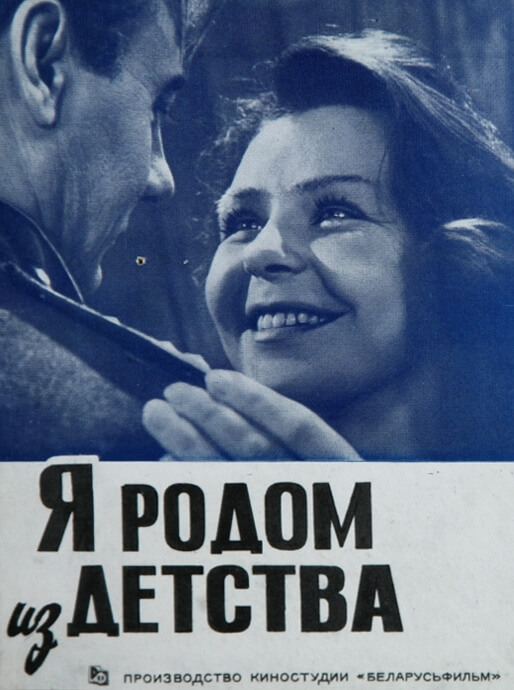 Я РОДОМ
из ДЕТСТВА
ПРОИЗВОДСТВО КИНОСТУДИИ «БЕЛАРУСЬФИЛЬМ»